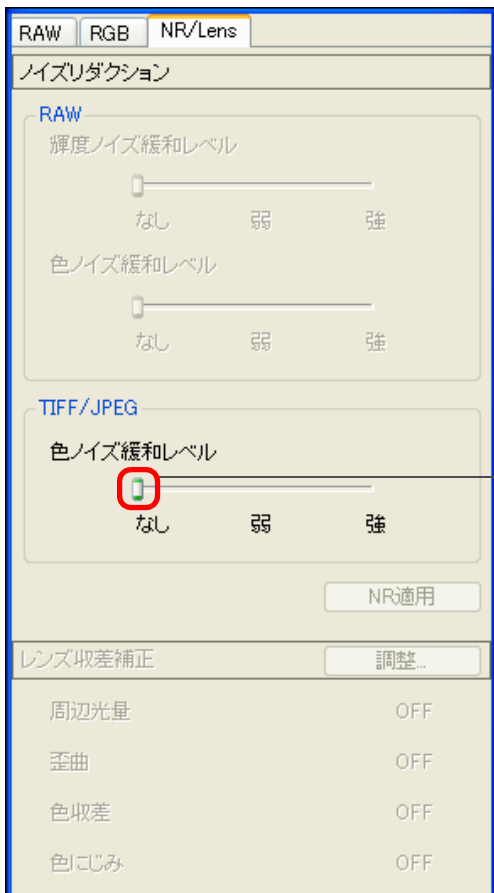 RAW RGB NR/Lens
ノイズリダクション
RAW
輝度ノイズ緩和レベル
なし 弱 強
色ノイズ緩和レベル
なし 弱 強
TIFF/JPEG
色ノイズ緩和レベル
なし 弱 強
NR適用
レンズ収差補正 調整...
周辺光量 OFF
歪曲 OFF
色収差 OFF
色にじみ OFF